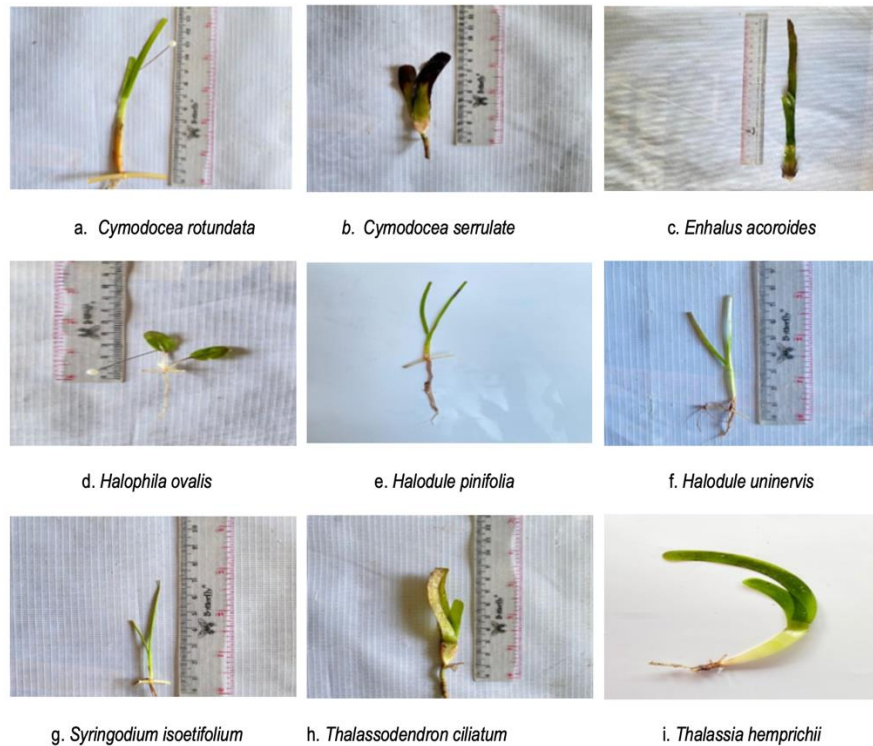 a. Cymodocea rotundata
b. Cymodocea serrulate
c. Enhalus acoroides
d. Halophila ovalis
e. Halodule pinifolia
f. Halodule uninervis
g. Syringodium isoetifolium
h. Thalassodendron ciliatum
i. Thalassia hemprichii